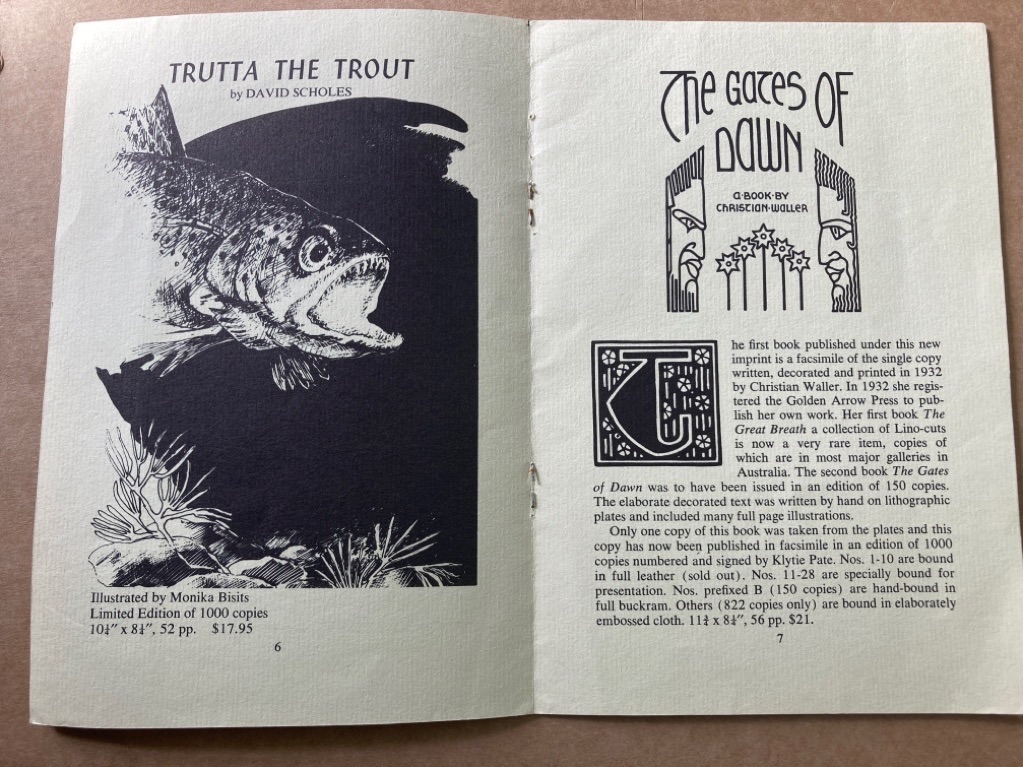 TRUTTA THE TROUT
by DAVID SCHOLES
Illustrated by Monika Bisits
Limited Edition of 1000 copies
10¼" x 8¼", 52 pp. $17.95
6
The GATES OF
DAWN
A·BOOK·BY
CHRISTIAN·WALLER
The first book published under this new
imprint is a facsimile of the single copy
written, decorated and printed in 1932
by Christian Waller. In 1932 she regis-
tered the Golden Arrow Press to pub-
lish her own work. Her first book The
Great Breath a collection of Lino-cuts
is now a very rare item, copies of
which are in most major galleries in
Australia. The second book The Gates
of Dawn was to have been issued in an edition of 150 copies.
The elaborate decorated text was written by hand on lithographic
plates and included many full page illustrations.
Only one copy of this book was taken from the plates and this
copy has now been published in facsimile in an edition of 1000
copies numbered and signed by Klytie Pate. Nos. 1-10 are bound
in full leather (sold out). Nos. 11-28 are specially bound for
presentation. Nos. prefixed B (150 copies) are hand-bound in
full buckram. Others (822 copies only) are bound in elaborately
embossed cloth. 11¾ x 8¼", 56 pp. $21.
7